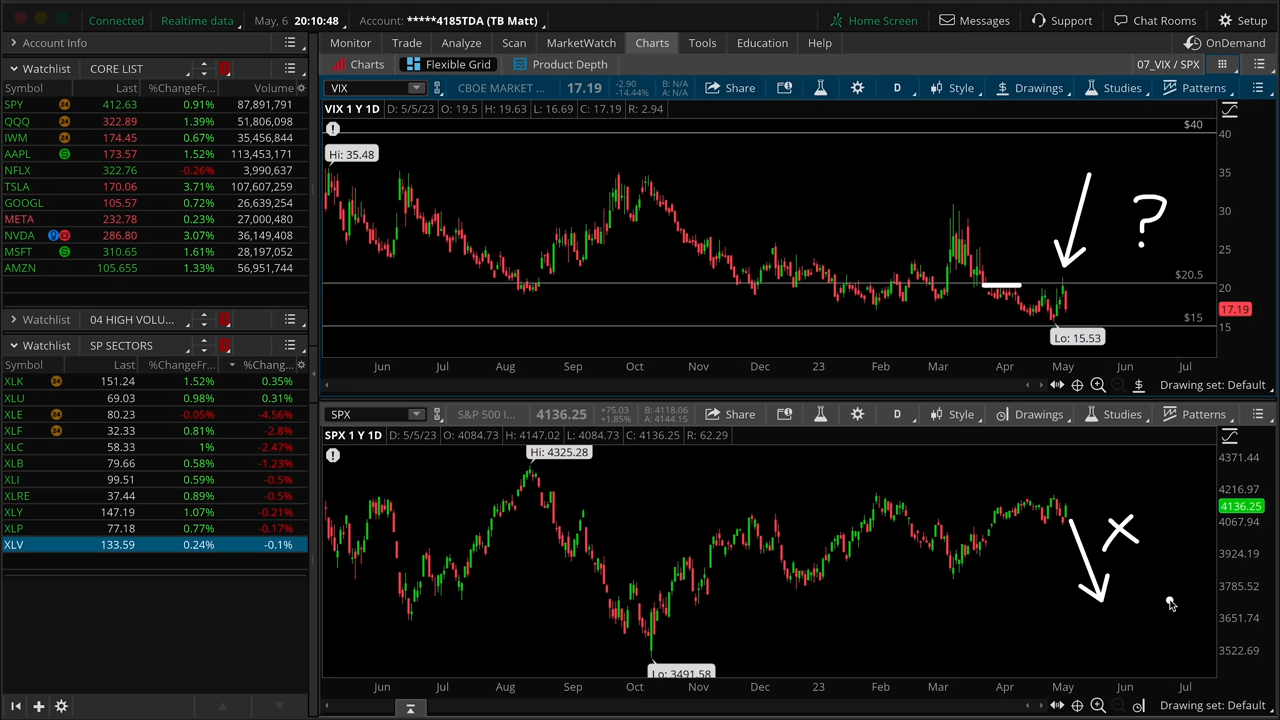 Connected Realtime data May, 6 20:10:48 Account: *****4185TDA (TB Matt) Home Screen Messages Support Chat Rooms Setup
Account Info
Monitor Trade Analyze Scan MarketWatch Charts Tools Education Help OnDemand
Charts Flexible Grid Product Depth 07_VIX / SPX
Watchlist CORE LIST
Symbol Last %ChangeFr... Volume
SPY 24 412.63 0.91% 87,891,791
QQQ 24 322.89 1.39% 51,806,098
IWM 24 174.45 0.67% 35,456,844
AAPL 173.57 1.52% 113,453,171
NFLX 322.76 -0.26% 3,990,637
TSLA 170.06 3.71% 107,607,259
GOOGL 105.57 0.72% 26,639,254
META 232.78 0.23% 27,000,480
NVDA 286.80 3.07% 36,149,408
MSFT 310.65 1.61% 28,197,052
AMZN 105.655 1.33% 56,951,744
Watchlist 04 HIGH VOLU...
Watchlist SP SECTORS
Symbol Last %ChangeFr... %Chang...
XLK 24 151.24 1.52% 0.35%
XLU 69.03 0.98% 0.31%
XLE 24 80.23 -0.05% -4.56%
XLF 24 32.33 0.81% -2.8%
XLC 58.33 1% -2.47%
XLB 79.66 0.58% -1.23%
XLI 99.51 0.59% -0.5%
XLRE 37.44 0.89% -0.5%
XLY 147.19 1.07% -0.21%
XLP 77.18 0.77% -0.17%
XLV 133.59 0.24% -0.1%
VIX CBOE MARKET ... 17.19 -2.90 -14.44% B: N/A A: N/A Share D Style Drawings Studies Patterns
VIX 1 Y 1D D: 5/5/23 O: 19.5 H: 19.63 L: 16.69 C: 17.19 R: 2.94
$40
40
Hi: 35.48
35
?
30
25
$20.5
20
17.19
$15
15
Lo: 15.53
Jun Jul Aug Sep Oct Nov Dec 23 Feb Mar Apr May Jun Jul
Drawing set: Default
SPX S&P 500 I... 4136.25 +75.03 +1.85% B: 4118.06 A: 4144.15 Share D Style Drawings Studies Patterns
SPX 1 Y 1D D: 5/5/23 O: 4084.73 H: 4147.02 L: 4084.73 C: 4136.25 R: 62.29
Hi: 4325.28
4371.44
4216.97
4136.25
4067.94
X
3924.19
3785.52
3651.74
3522.69
Lo: 3491.58
Jun Jul Aug Sep Oct Nov Dec 23 Feb Mar Apr May Jun Jul
Drawing set: Default